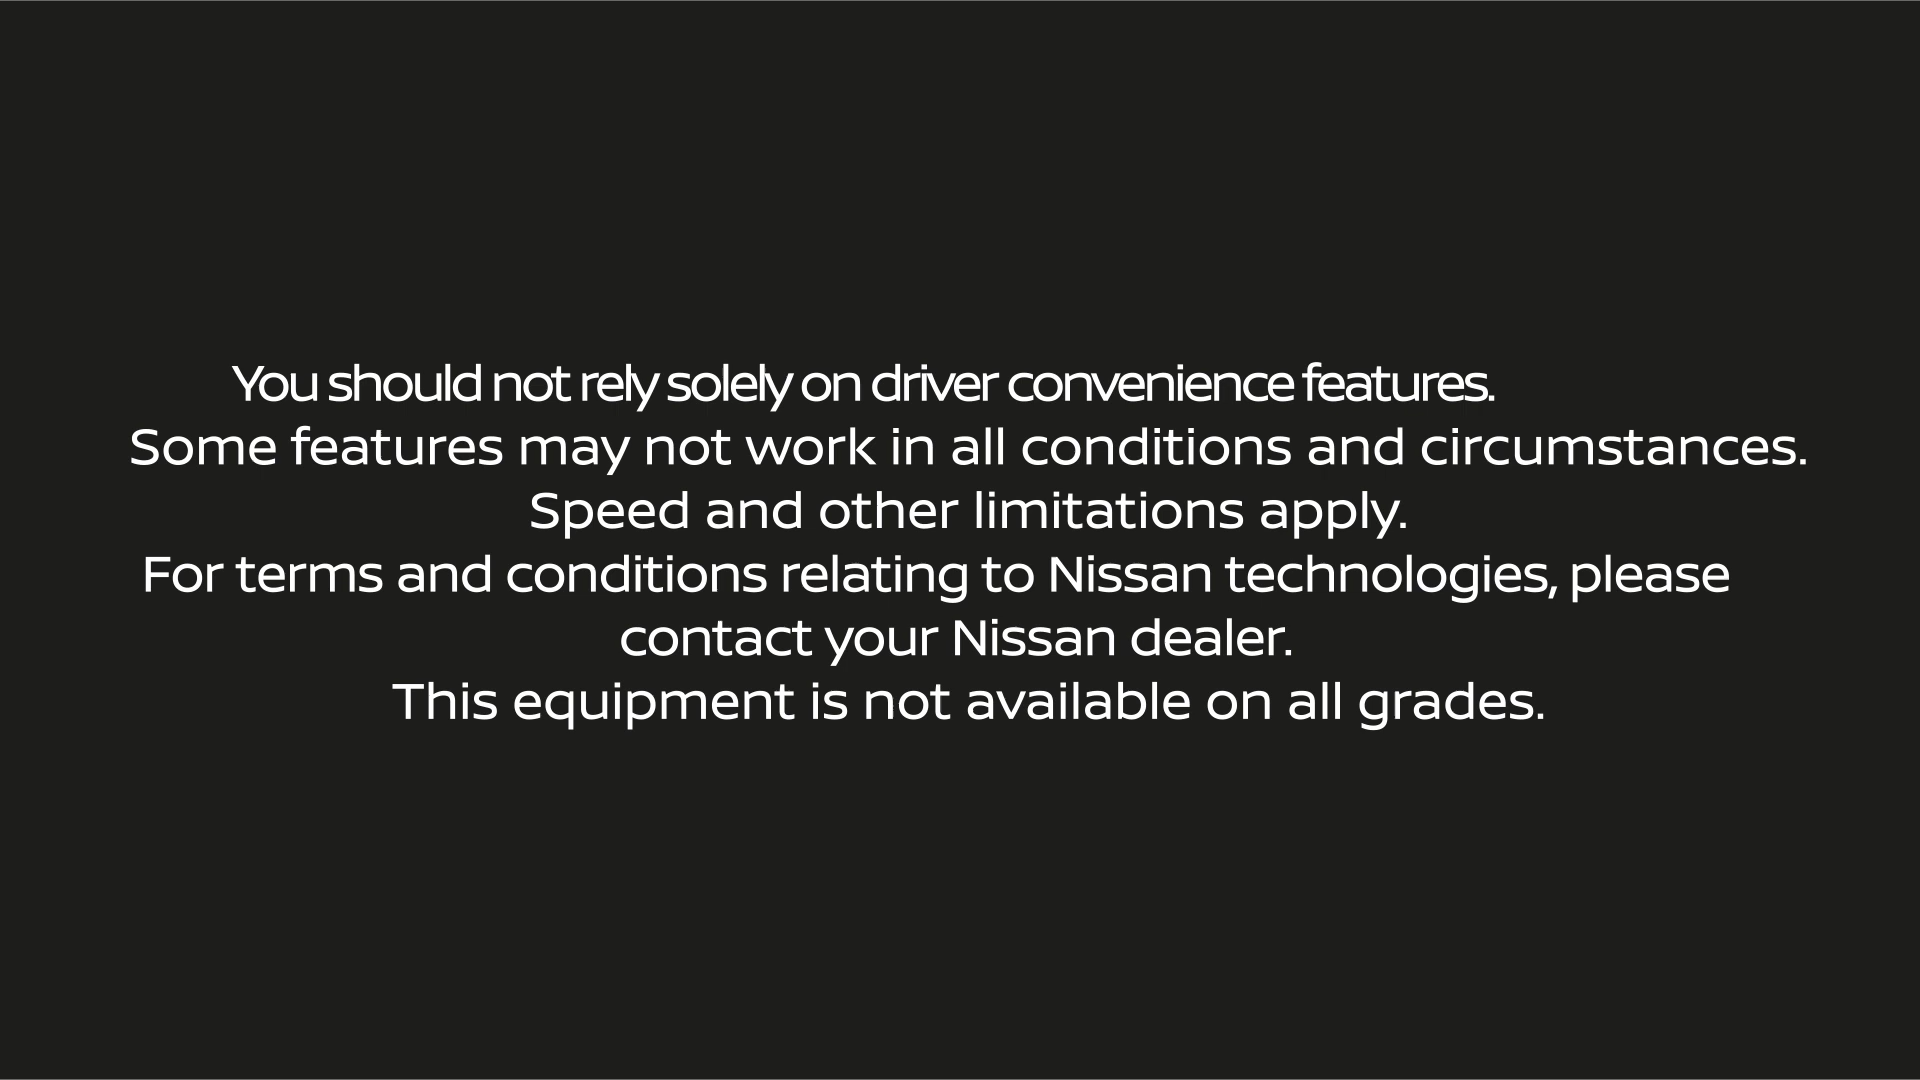 You should not rely solely on driver convenience features.
Some features may not work in all conditions and circumstances.
Speed and other limitations apply.
For terms and conditions relating to Nissan technologies, please
contact your Nissan dealer.
This equipment is not available on all grades.